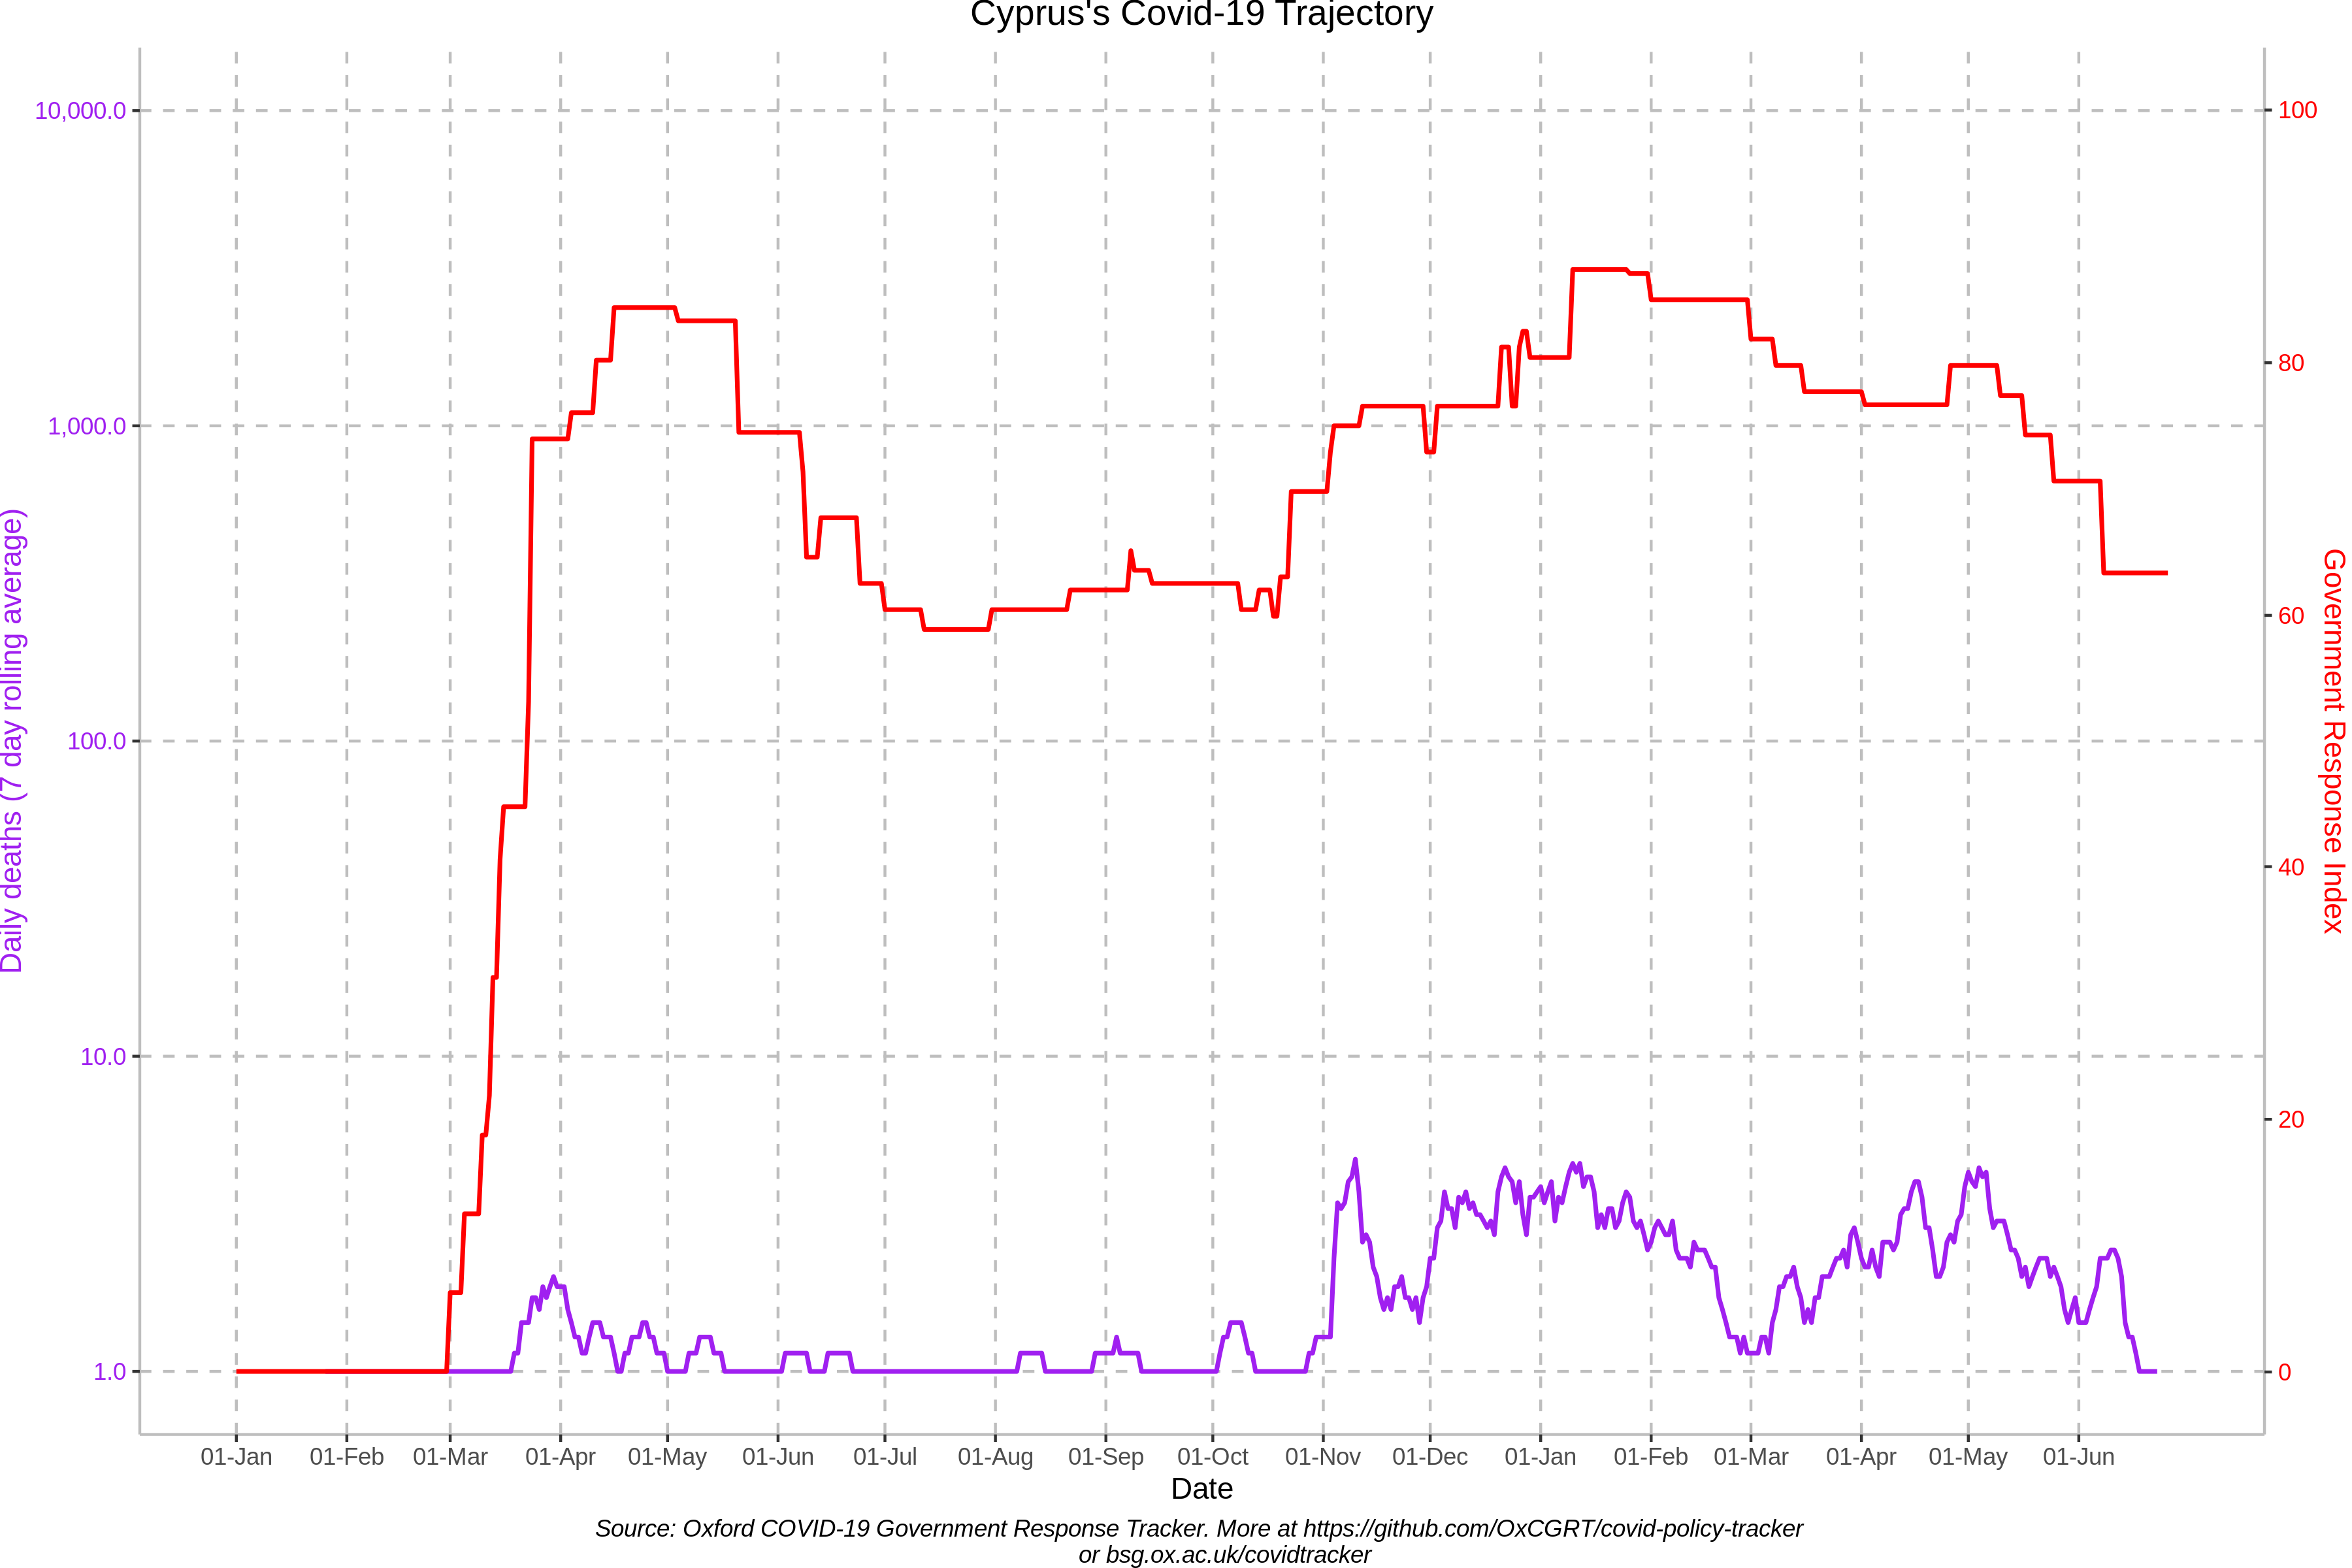 Cyprus's Covid-19 Trajectory
10,000.0
1,000.0
100.0
10.0
1.0
Daily deaths (7 day rolling average)
100
80
60
40
20
0
Government Response Index
01-Jan 01-Feb 01-Mar 01-Apr 01-May 01-Jun 01-Jul 01-Aug 01-Sep 01-Oct 01-Nov 01-Dec 01-Jan 01-Feb 01-Mar 01-Apr 01-May 01-Jun
Date
Source: Oxford COVID-19 Government Response Tracker. More at https://github.com/OxCGRT/covid-policy-tracker
or bsg.ox.ac.uk/covidtracker